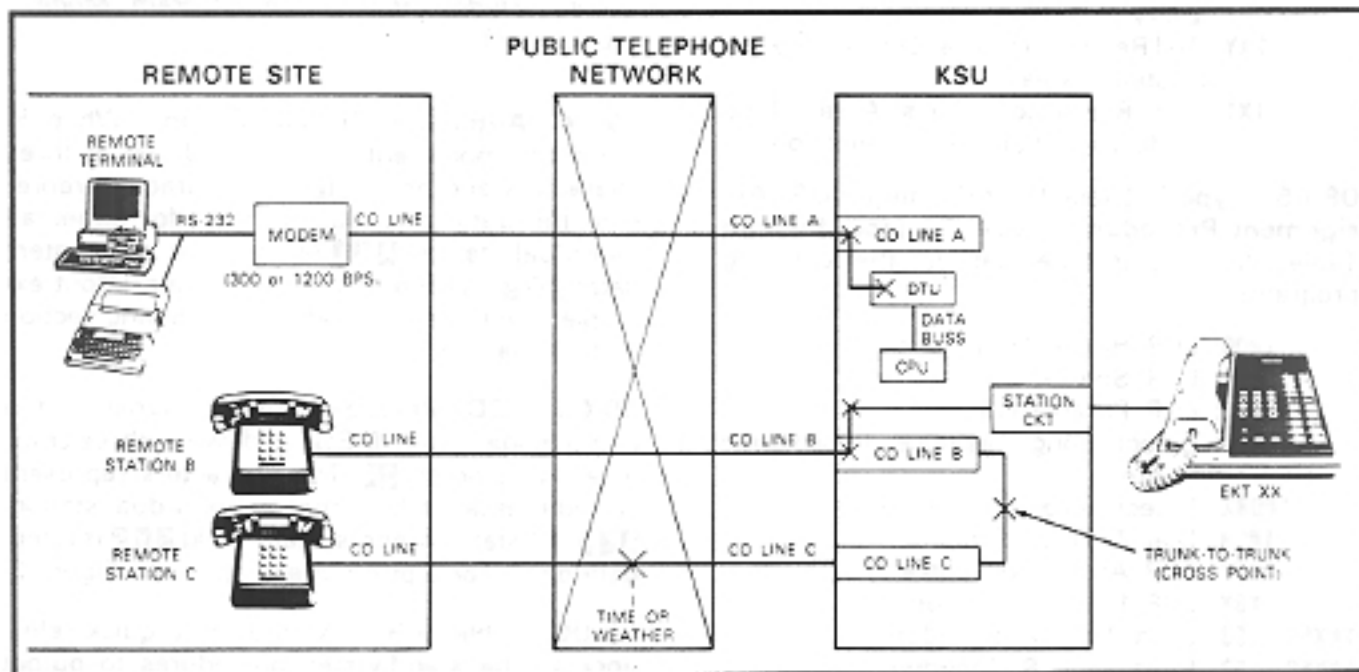 REMOTE SITE
PUBLIC TELEPHONE
NETWORK
KSU
REMOTE
TERMINAL
RS-232
MODEM
(300 or 1200 BPS.
CO LINE
CO LINE A
CO LINE A
DTU
DATA
BUSS
CPU
STATION
CKT
EKT XX
REMOTE
STATION B
CO LINE
CO LINE B
CO LINE B
REMOTE
STATION C
CO LINE
CO LINE C
CO LINE C
TIME OR
WEATHER
TRUNK-TO-TRUNK
(CROSS POINT)